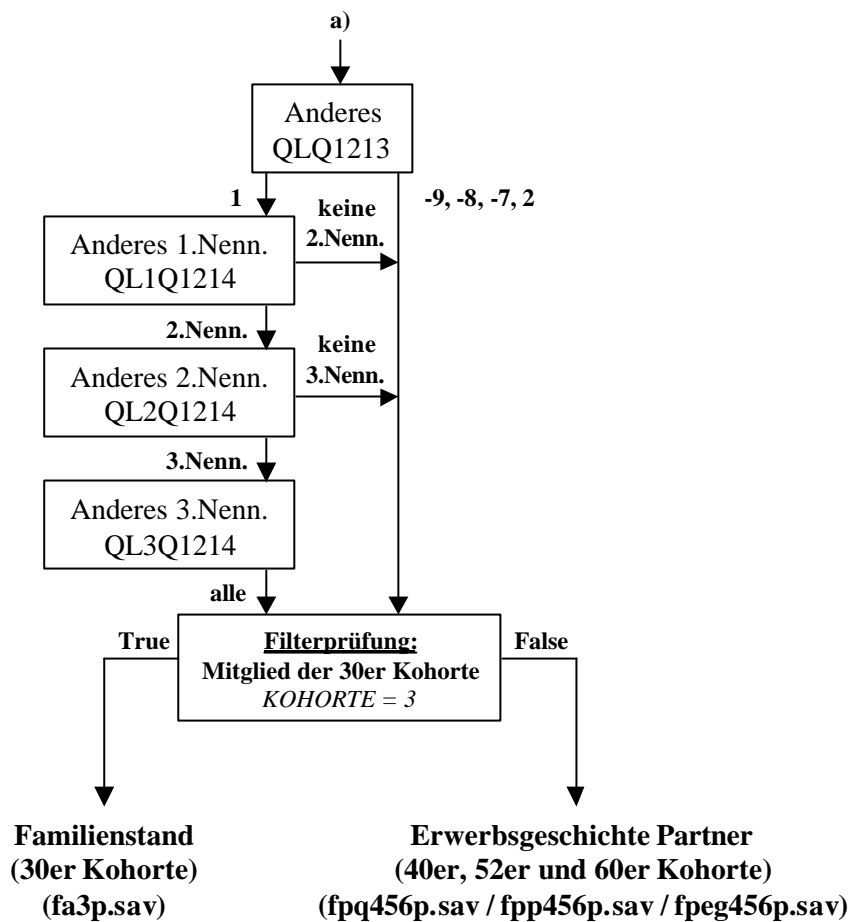 a)
Anderes
QLQ1213
1
-9, -8, -7, 2
keine
2.Nenn.
Anderes 1.Nenn.
QL1Q1214
2.Nenn.
keine
3.Nenn.
Anderes 2.Nenn.
QL2Q1214
3.Nenn.
Anderes 3.Nenn.
QL3Q1214
alle
True
Filterprüfung:
False
Mitglied der 30er Kohorte
KOHORTE = 3
Familienstand
(30er Kohorte)
(fa3p.sav)
Erwerbsgeschichte Partner
(40er, 52er und 60er Kohorte)
(fpq456p.sav / fpp456p.sav / fpeg456p.sav)